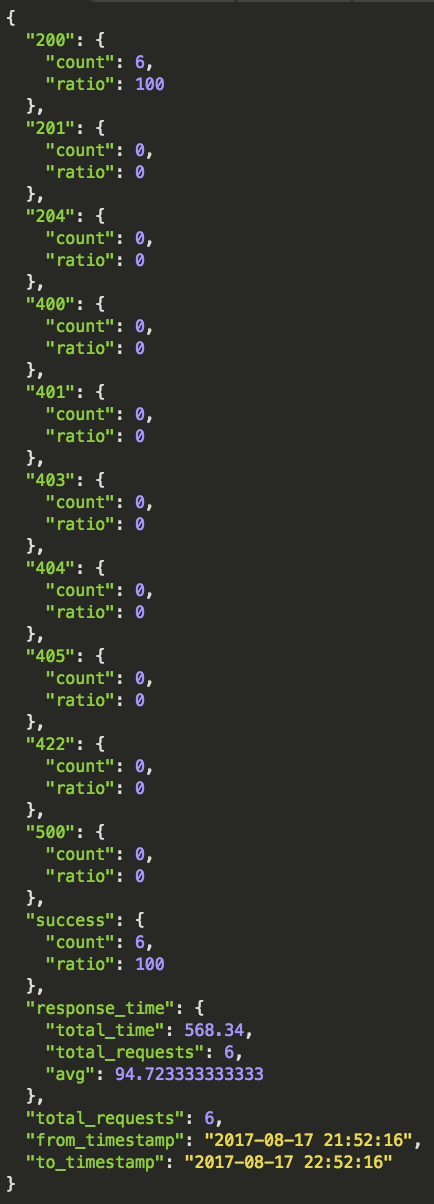 {
  "200": {
    "count": 6,
    "ratio": 100
  },
  "201": {
    "count": 0,
    "ratio": 0
  },
  "204": {
    "count": 0,
    "ratio": 0
  },
  "400": {
    "count": 0,
    "ratio": 0
  },
  "401": {
    "count": 0,
    "ratio": 0
  },
  "403": {
    "count": 0,
    "ratio": 0
  },
  "404": {
    "count": 0,
    "ratio": 0
  },
  "405": {
    "count": 0,
    "ratio": 0
  },
  "422": {
    "count": 0,
    "ratio": 0
  },
  "500": {
    "count": 0,
    "ratio": 0
  },
  "success": {
    "count": 6,
    "ratio": 100
  },
  "response_time": {
    "total_time": 568.34,
    "total_requests": 6,
    "avg": 94.723333333333
  },
  "total_requests": 6,
  "from_timestamp": "2017-08-17 21:52:16",
  "to_timestamp": "2017-08-17 22:52:16"
}